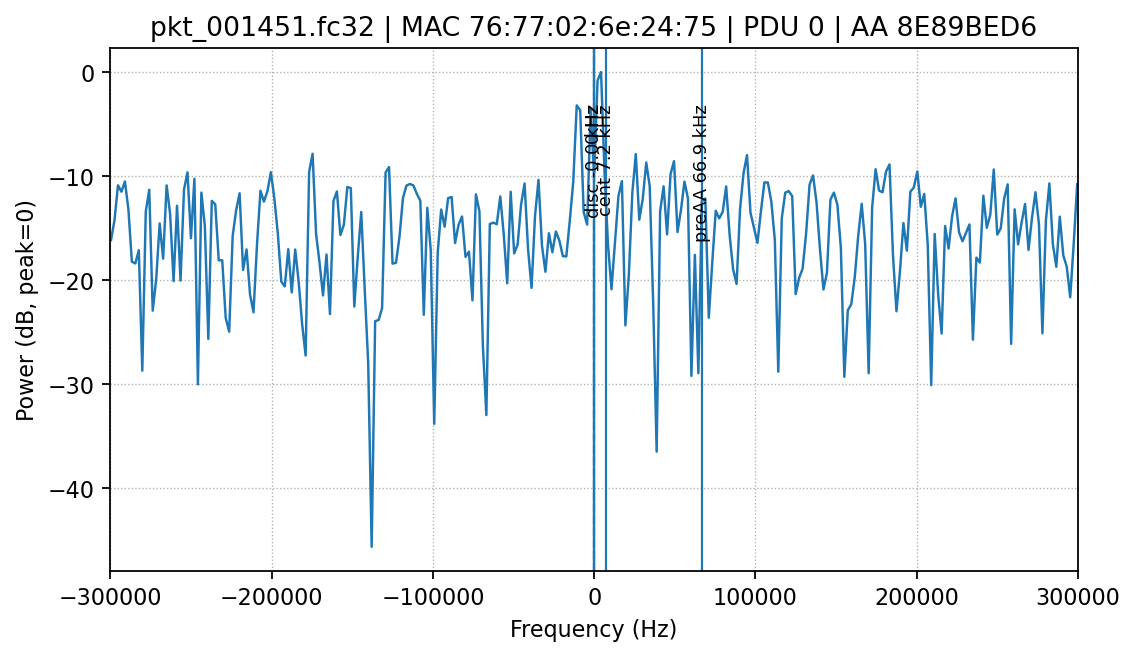 pkt_001451.fc32 | MAC 76:77:02:6e:24:75 | PDU 0 | AA 8E89BED6
Power (dB, peak=0)
0
−10
−20
−30
−40
disc
cent 7.2 kHz
preAA 66.9 kHz
−300000
−200000
−100000
0
100000
200000
300000
Frequency (Hz)